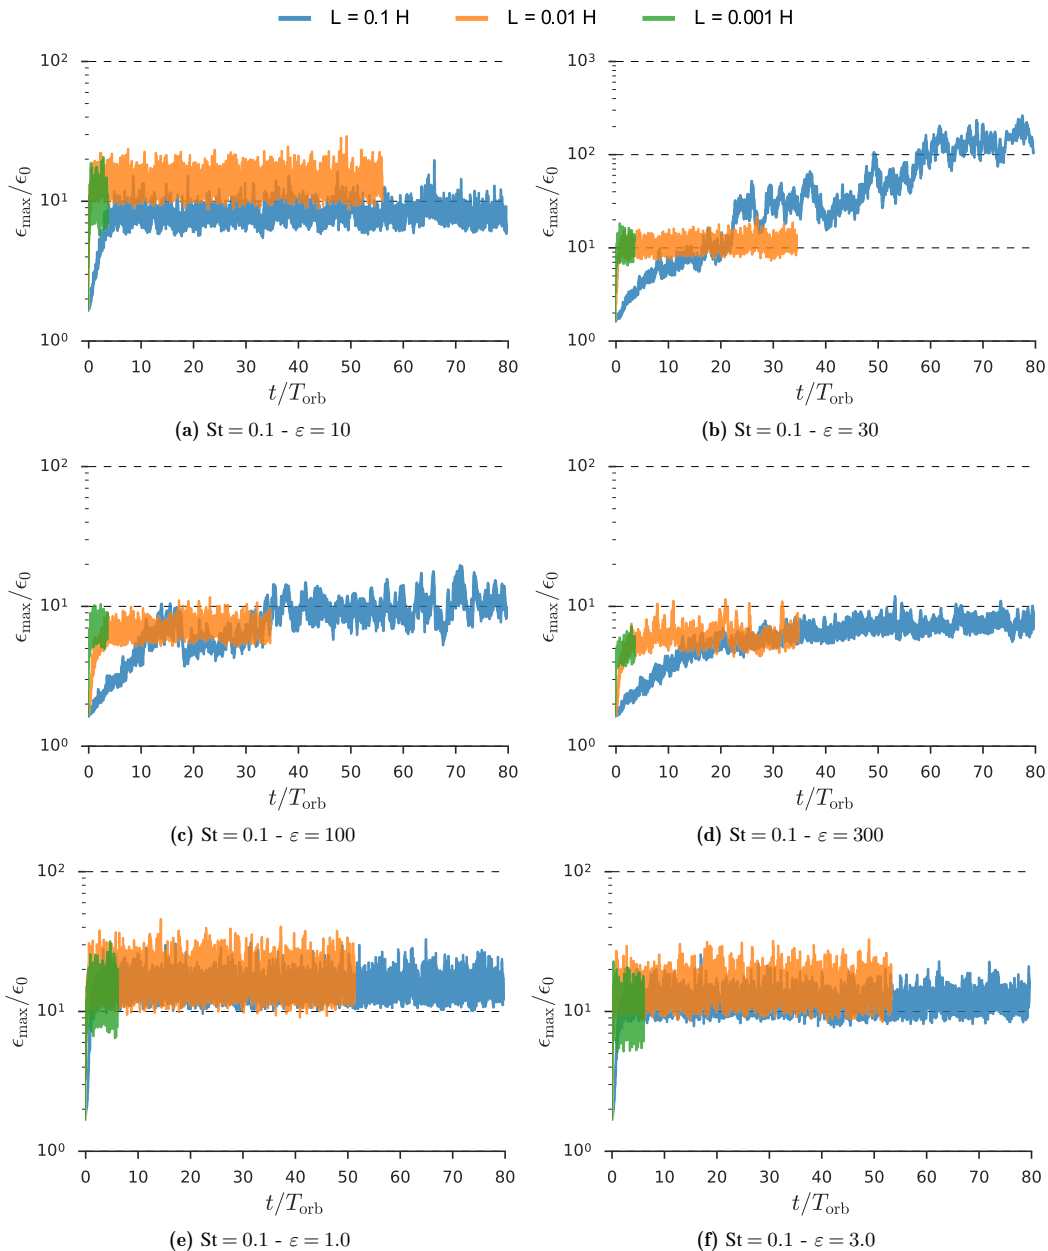 L = 0.1 H L = 0.01 H L = 0.001 H
10² 10³
10²
ϵmax/ϵ0 10¹ ϵmax/ϵ0
10¹
10⁰ 10⁰
0 10 20 30 40 50 60 70 80 0 10 20 30 40 50 60 70 80
t/Torb t/Torb
(a) St = 0.1 - ε = 10 (b) St = 0.1 - ε = 30
10² 10²
ϵmax/ϵ0 10¹ ϵmax/ϵ0 10¹
10⁰ 10⁰
0 10 20 30 40 50 60 70 80 0 10 20 30 40 50 60 70 80
t/Torb t/Torb
(c) St = 0.1 - ε = 100 (d) St = 0.1 - ε = 300
10² 10²
ϵmax/ϵ0 10¹ ϵmax/ϵ0 10¹
10⁰ 10⁰
0 10 20 30 40 50 60 70 80 0 10 20 30 40 50 60 70 80
t/Torb t/Torb
(e) St = 0.1 - ε = 1.0 (f) St = 0.1 - ε = 3.0